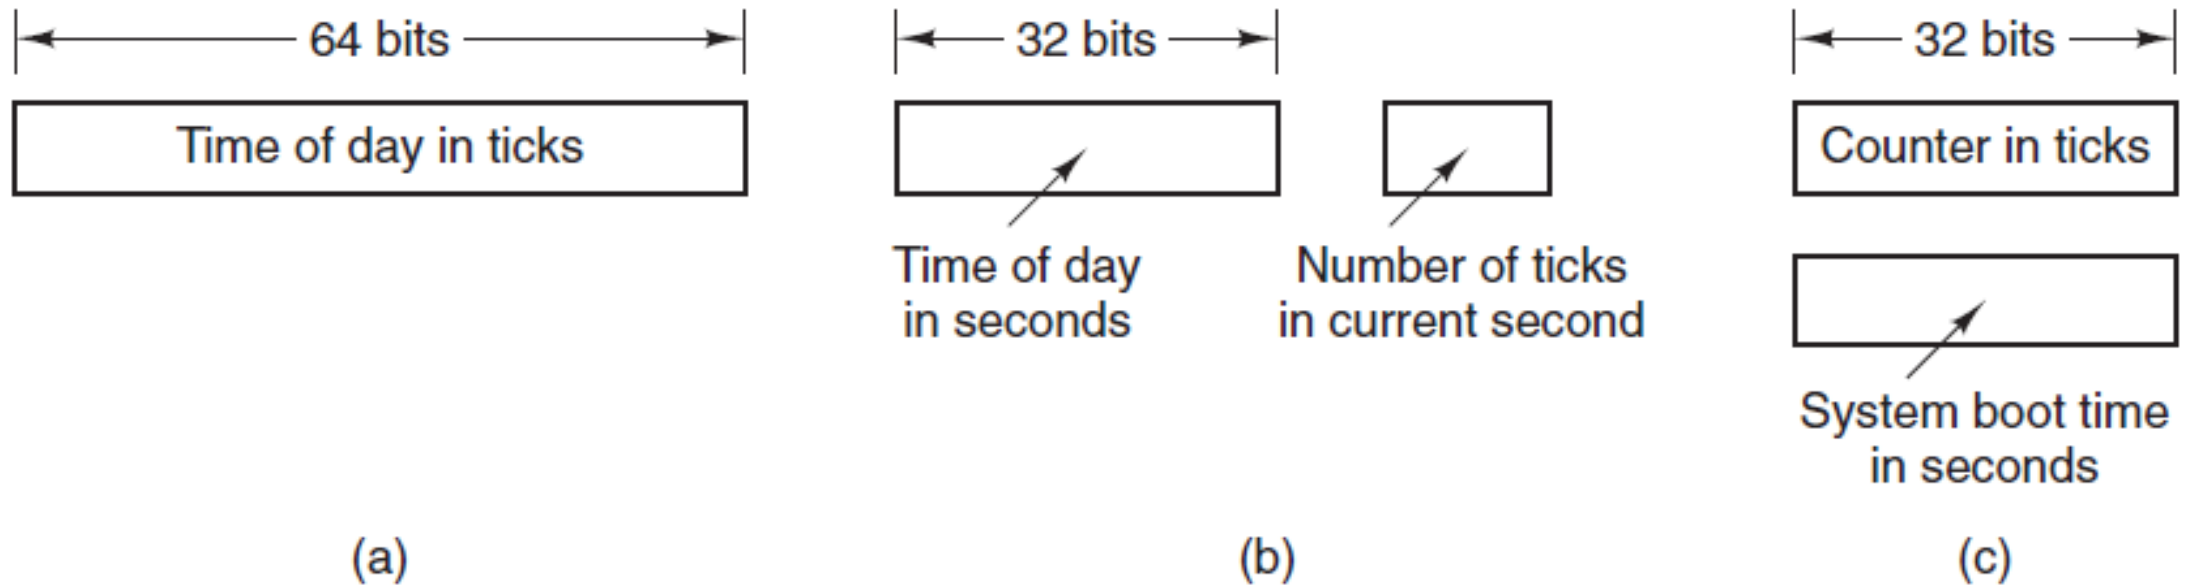 64 bits
Time of day in ticks
(a)
32 bits
Time of day
in seconds
Number of ticks
in current second
(b)
32 bits
Counter in ticks
System boot time
in seconds
(c)